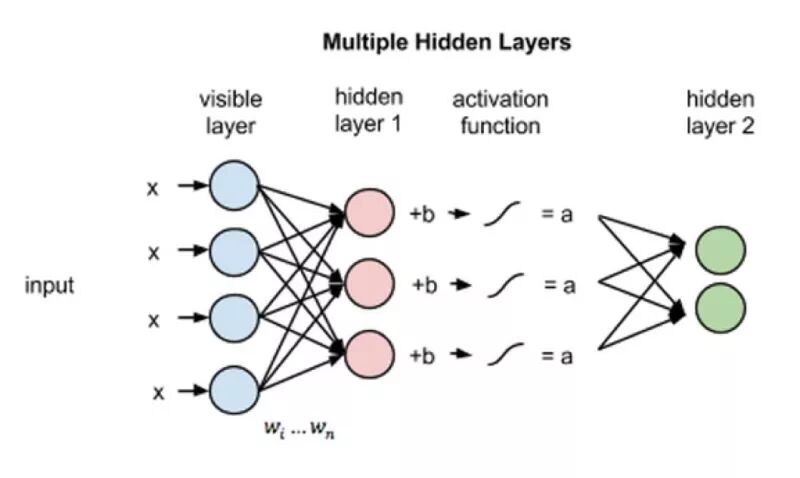 Multiple Hidden Layers
visible
layer
hidden
layer 1
activation
function
hidden
layer 2
x
+b
= a
x
input
+b
= a
x
+b
= a
x
wᵢ ... wₙ